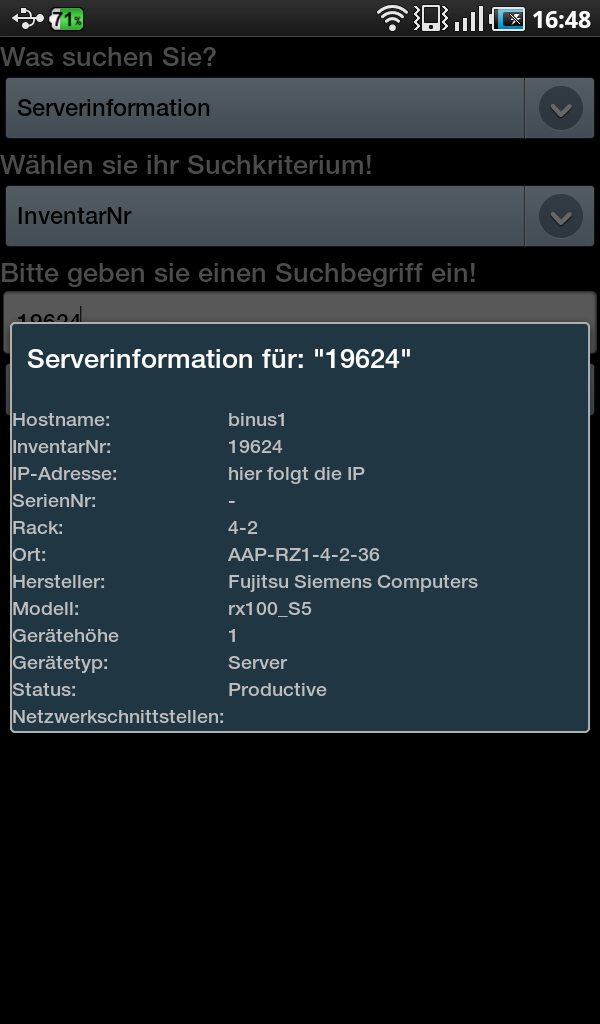 71%
16:48
Was suchen Sie?
Serverinformation
Wählen sie ihr Suchkriterium!
InventarNr
Bitte geben sie einen Suchbegriff ein!
19624
Serverinformation für: "19624"
Hostname: binus1
InventarNr: 19624
IP-Adresse: hier folgt die IP
SerienNr: -
Rack: 4-2
Ort: AAP-RZ1-4-2-36
Hersteller: Fujitsu Siemens Computers
Modell: rx100_S5
Gerätehöhe 1
Gerätetyp: Server
Status: Productive
Netzwerkschnittstellen: